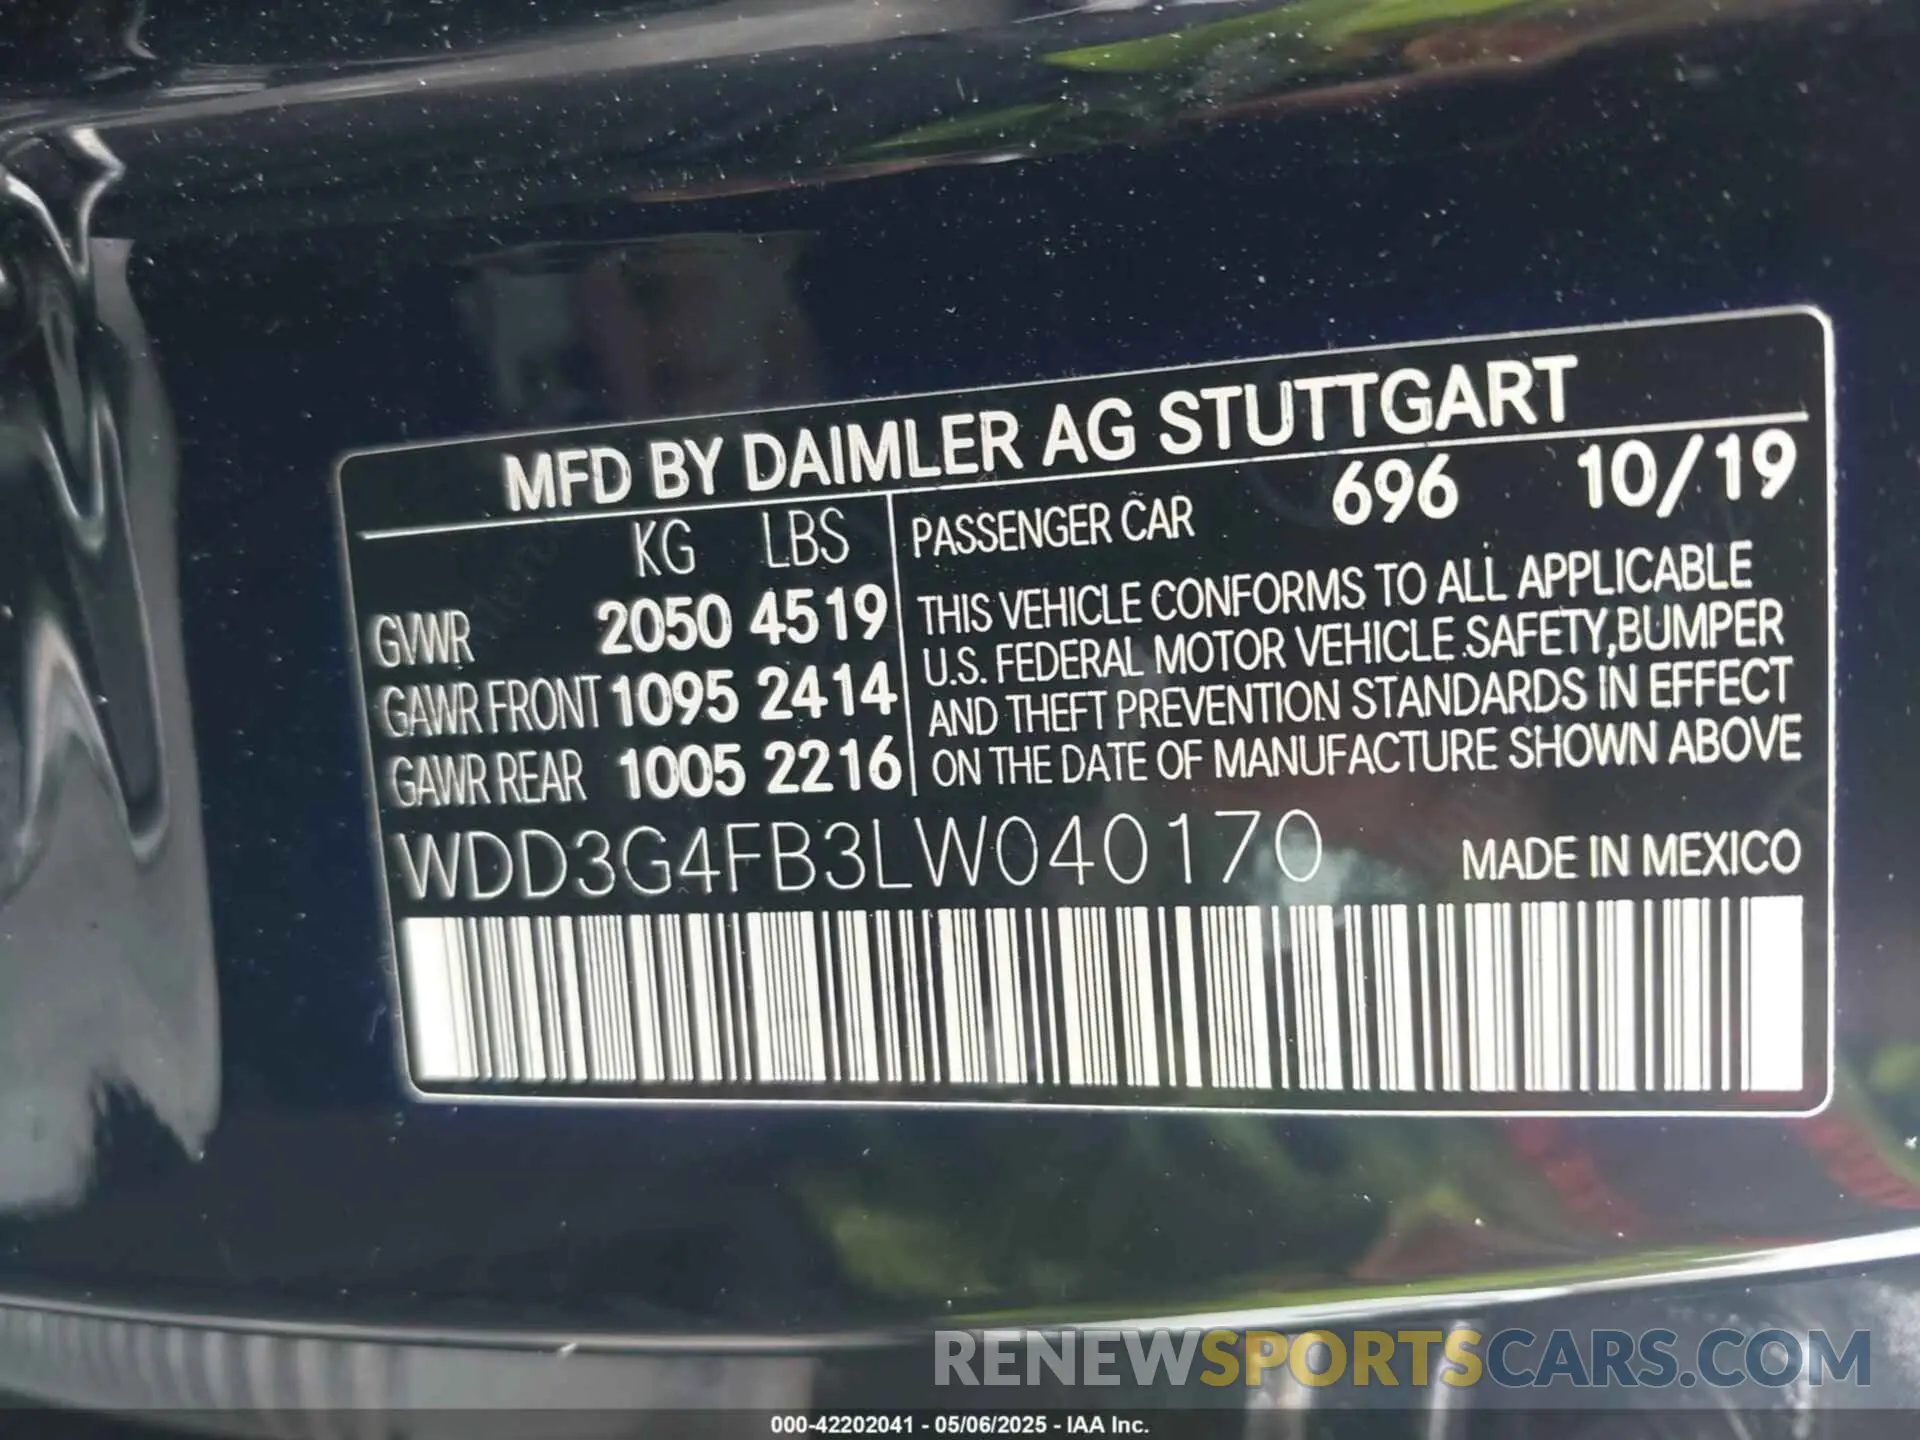 MFD BY DAIMLER AG STUTTGART
KG LBS
GVWR 2050 4519
GAWR FRONT 1095 2414
GAWR REAR 1005 2216
PASSENGER CAR 696 10/19
THIS VEHICLE CONFORMS TO ALL APPLICABLE
U.S. FEDERAL MOTOR VEHICLE SAFETY,BUMPER
AND THEFT PREVENTION STANDARDS IN EFFECT
ON THE DATE OF MANUFACTURE SHOWN ABOVE
WDD3G4FB3LW040170 MADE IN MEXICO
RENEWSPORTSCARS.COM
000-42202041 - 05/06/2025 - IAA Inc.